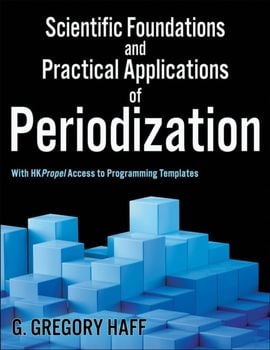 Scientific Foundations
and
Practical Applications
of
Periodization
With HKPropel Access to Programming Templates
G. GREGORY HAFF